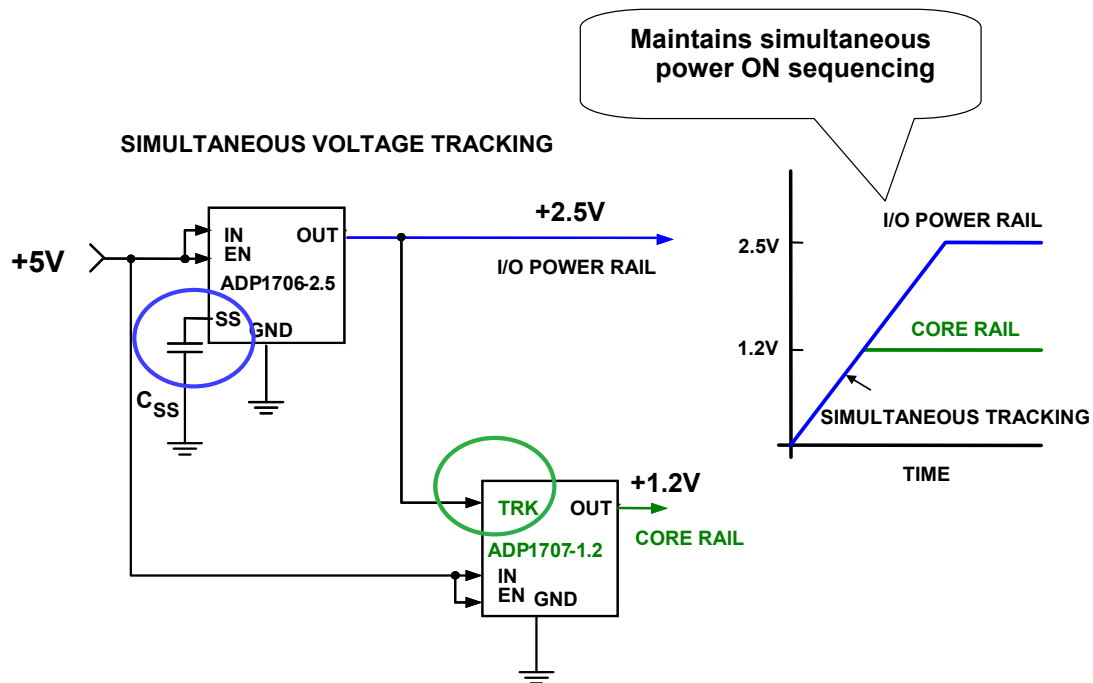 Maintains simultaneous
power ON sequencing
SIMULTANEOUS VOLTAGE TRACKING
+5V
IN
EN
OUT
ADP1706-2.5
SS
GND
CSS
+2.5V
I/O POWER RAIL
TRK
OUT
ADP1707-1.2
IN
EN
GND
+1.2V
CORE RAIL
I/O POWER RAIL
2.5V
CORE RAIL
1.2V
SIMULTANEOUS TRACKING
TIME